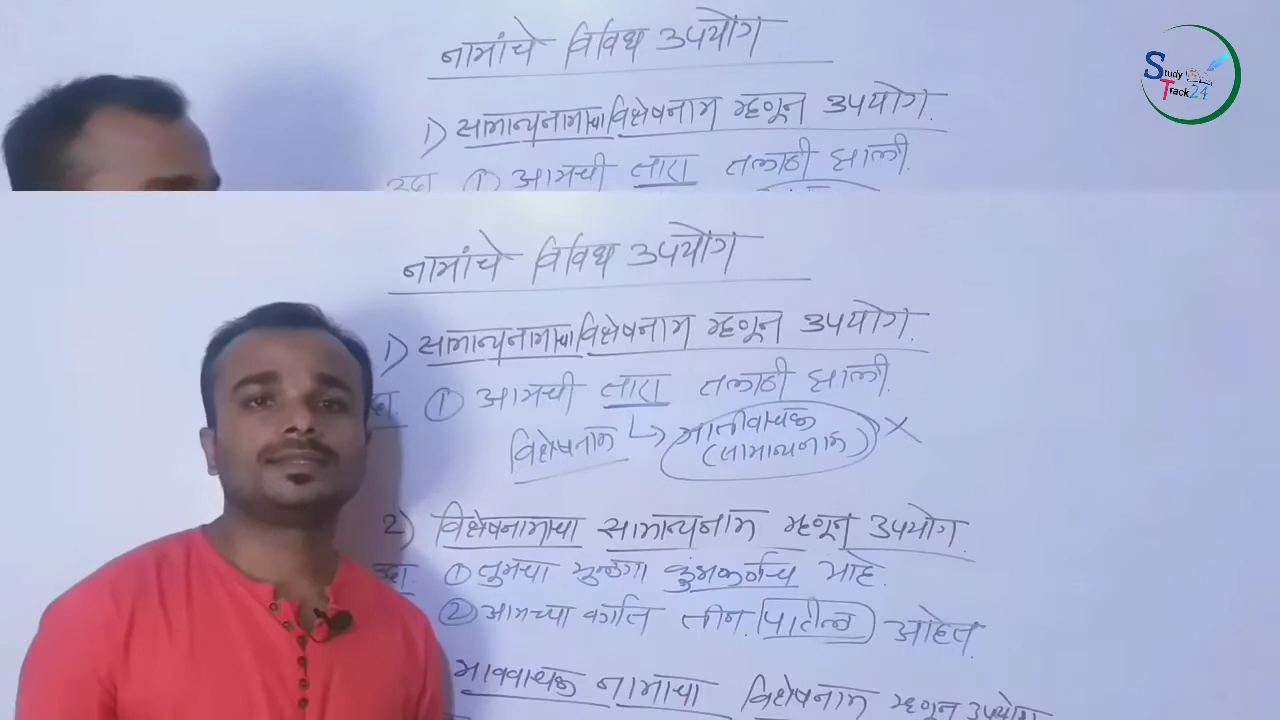 नामांचे विविध उपयोग
1) सामान्यनामाचा विशेषनाम म्हणून उपयोग.
उदा ① आमची तारा तलाठी झाली.
Study
Track24
नामांचे विविध उपयोग
1) सामान्यनामाचा विशेषनाम म्हणून उपयोग.
उदा. ① आमची तारा तलाठी झाली.
विशेषनाम ↳ जातीवाचक ×
(सामान्यनाम)
2) विशेषनामाचा सामान्यनाम म्हणून उपयोग.
उदा. ① तुमचा मुलगा कुंभकर्णच आहे.
② आमच्या वर्गात तीन पाटील आहेत.
भाववाचक नामाचा विशेषनाम म्हणून उपयोग